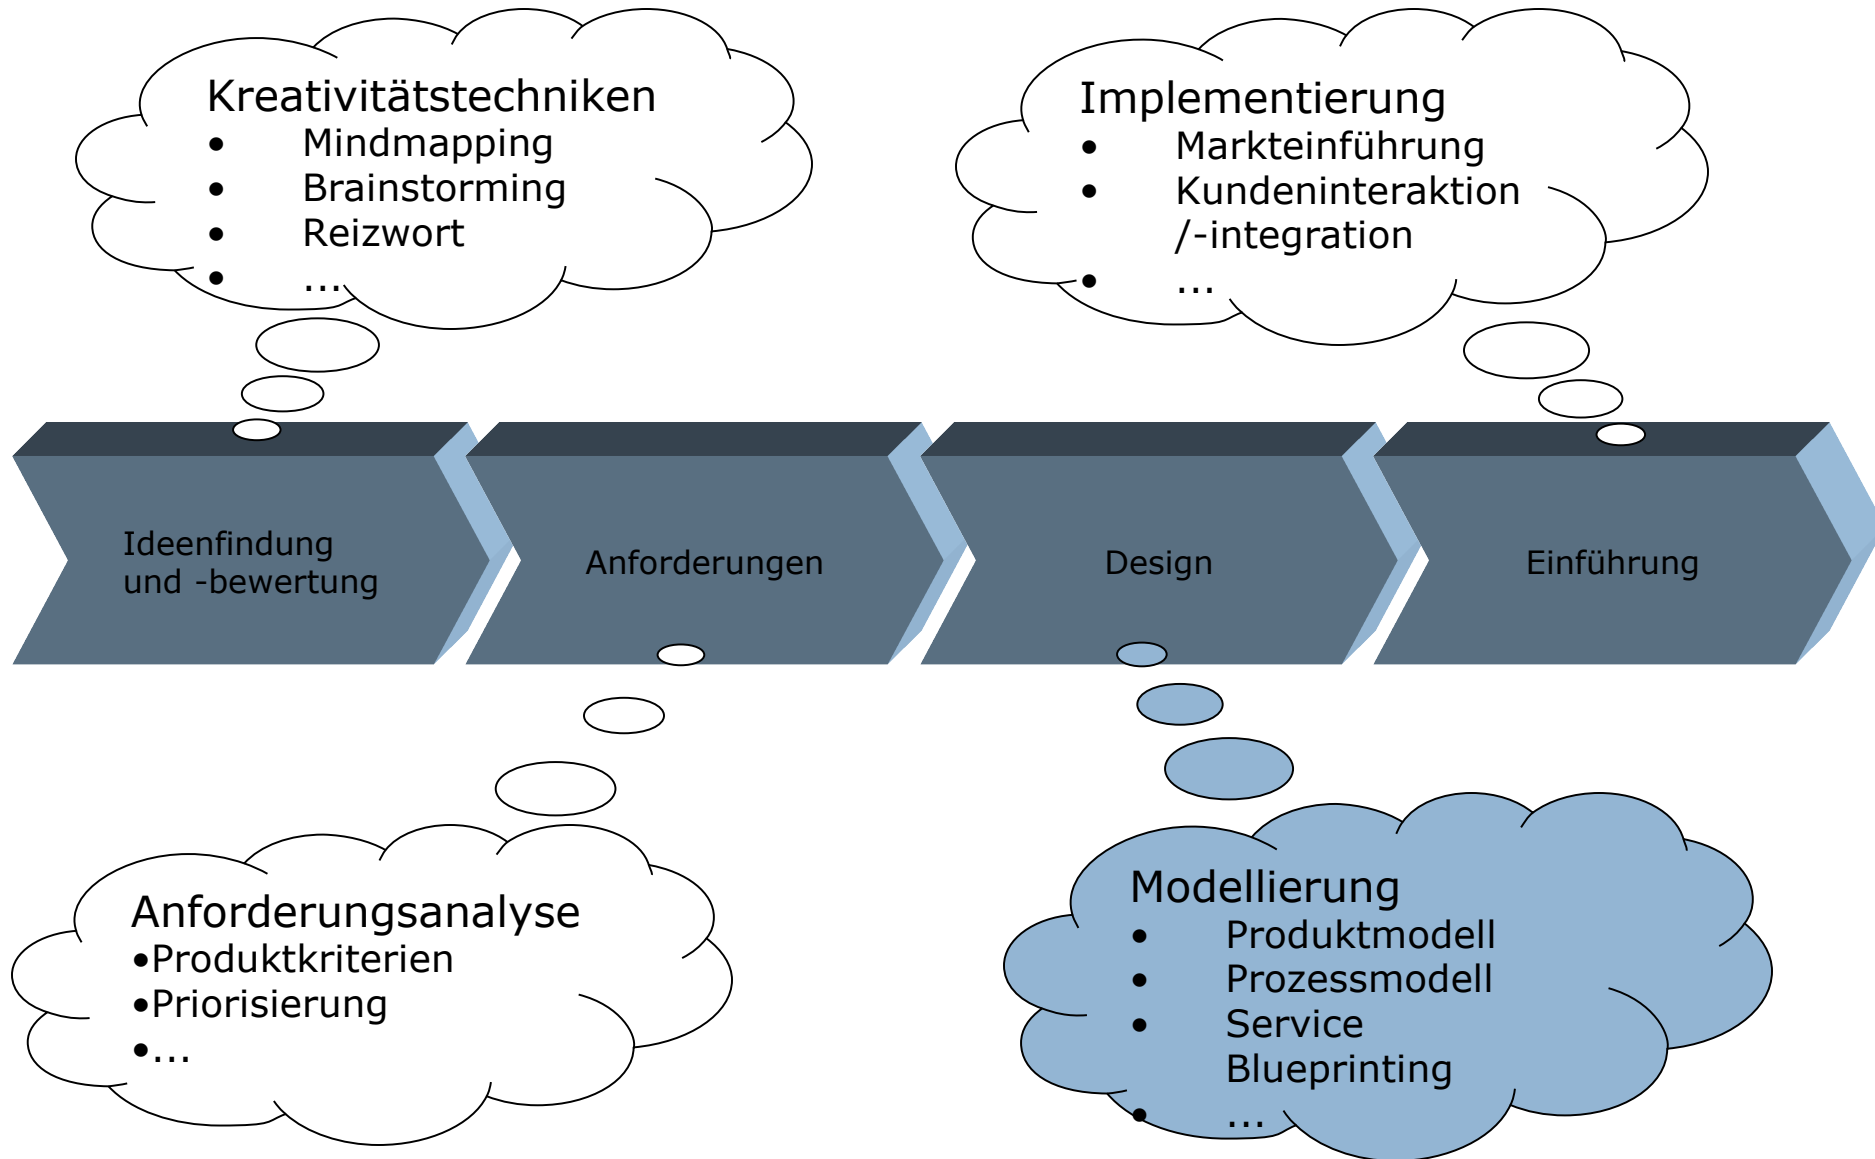 Kreativitätstechniken
• Mindmapping
• Brainstorming
• Reizwort
• ...
Implementierung
• Markteinführung
• Kundeninteraktion
/-integration
• ...
Ideenfindung
und -bewertung
Anforderungen
Design
Einführung
Anforderungsanalyse
•Produktkriterien
•Priorisierung
•...
Modellierung
• Produktmodell
• Prozessmodell
• Service
Blueprinting
• ...